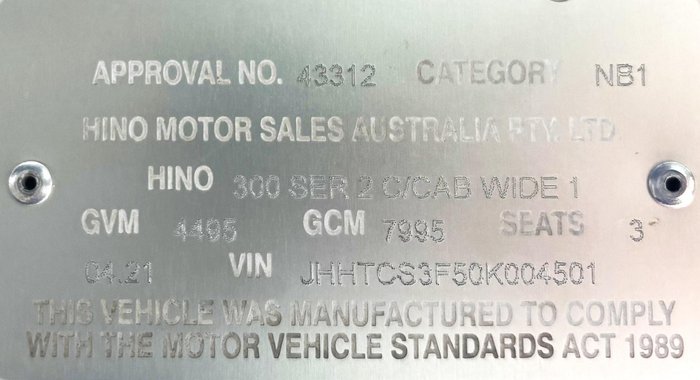 APPROVAL NO. 43312 CATEGORY NB1
HINO MOTOR SALES AUSTRALIA PTY. LTD
HINO 300 SER 2 C/CAB WIDE 1
GVM 4495 GCM 7995 SEATS 3
04.21 VIN JHHTCS3F50K004501
THIS VEHICLE WAS MANUFACTURED TO COMPLY
WITH THE MOTOR VEHICLE STANDARDS ACT 1989